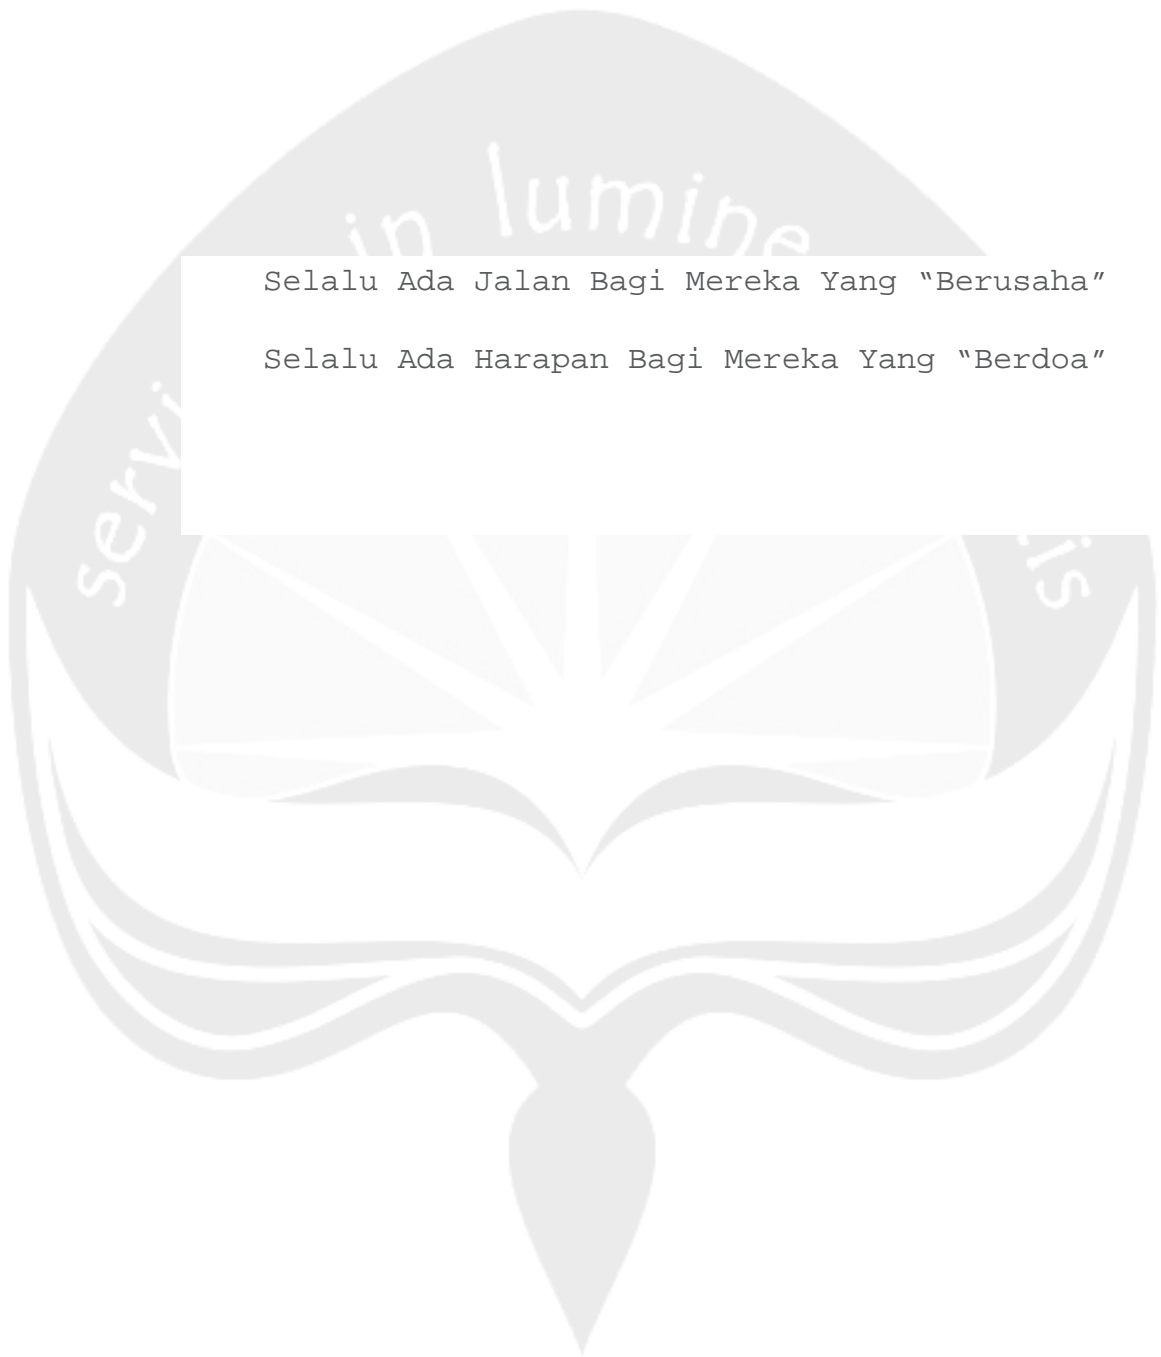 in lumine
Selalu Ada Jalan Bagi Mereka Yang “Berusaha”
Selalu Ada Harapan Bagi Mereka Yang “Berdoa”